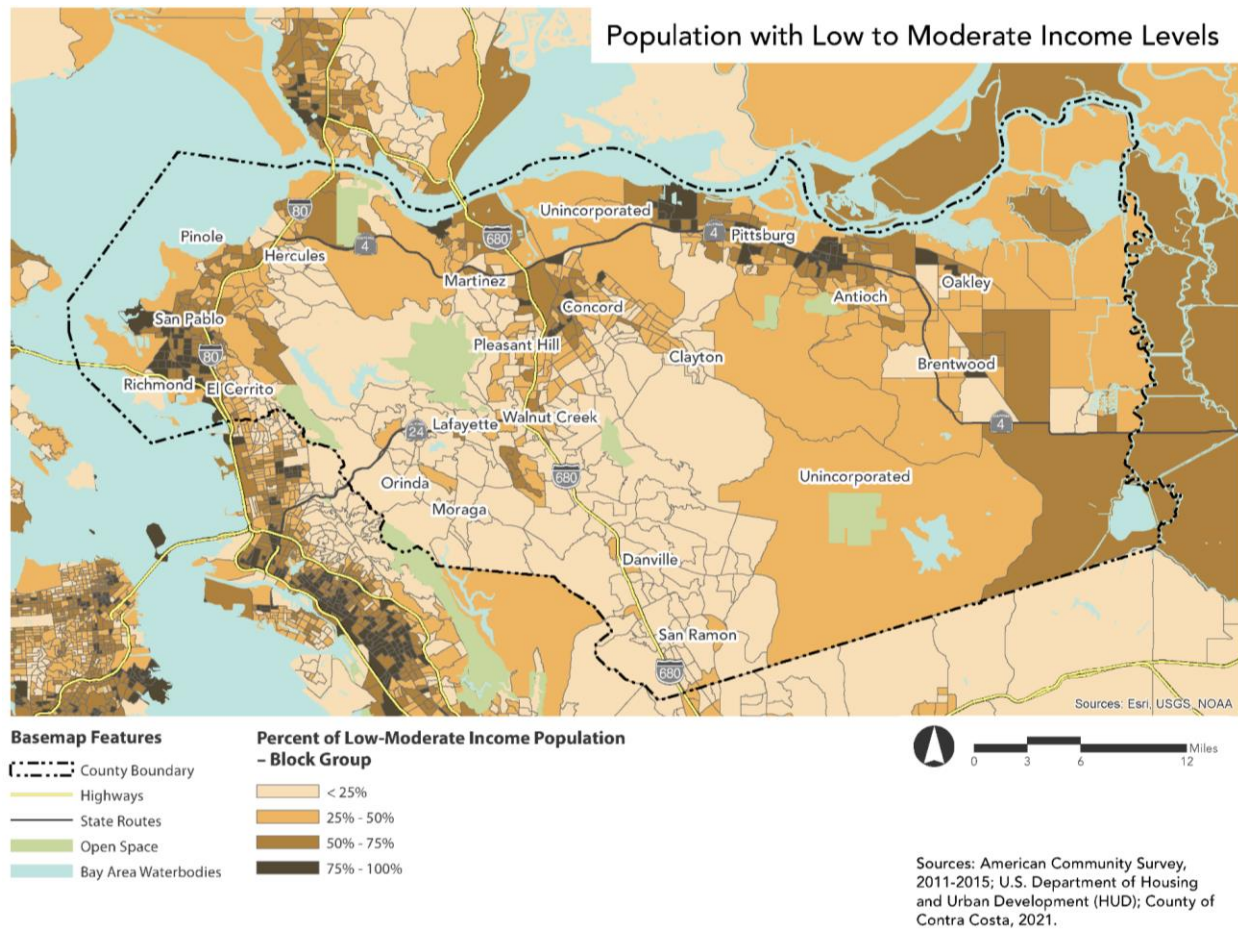 Population with Low to Moderate Income Levels
Unincorporated
80
Pinole
680
4
Pittsburg
4
Hercules
Martinez
Oakley
Antioch
Concord
San Pablo
Pleasant Hill
80
Clayton
Brentwood
Richmond
El Cerrito
Walnut Creek
Lafayette
24
4
680
Unincorporated
Orinda
Moraga
Danville
San Ramon
680
Sources: Esri, USGS, NOAA
Basemap Features
County Boundary
Highways
State Routes
Open Space
Bay Area Waterbodies
Percent of Low-Moderate Income Population
– Block Group
< 25%
25% - 50%
50% - 75%
75% - 100%
Miles
0 3 6 12
Sources: American Community Survey,
2011-2015; U.S. Department of Housing
and Urban Development (HUD); County of
Contra Costa, 2021.